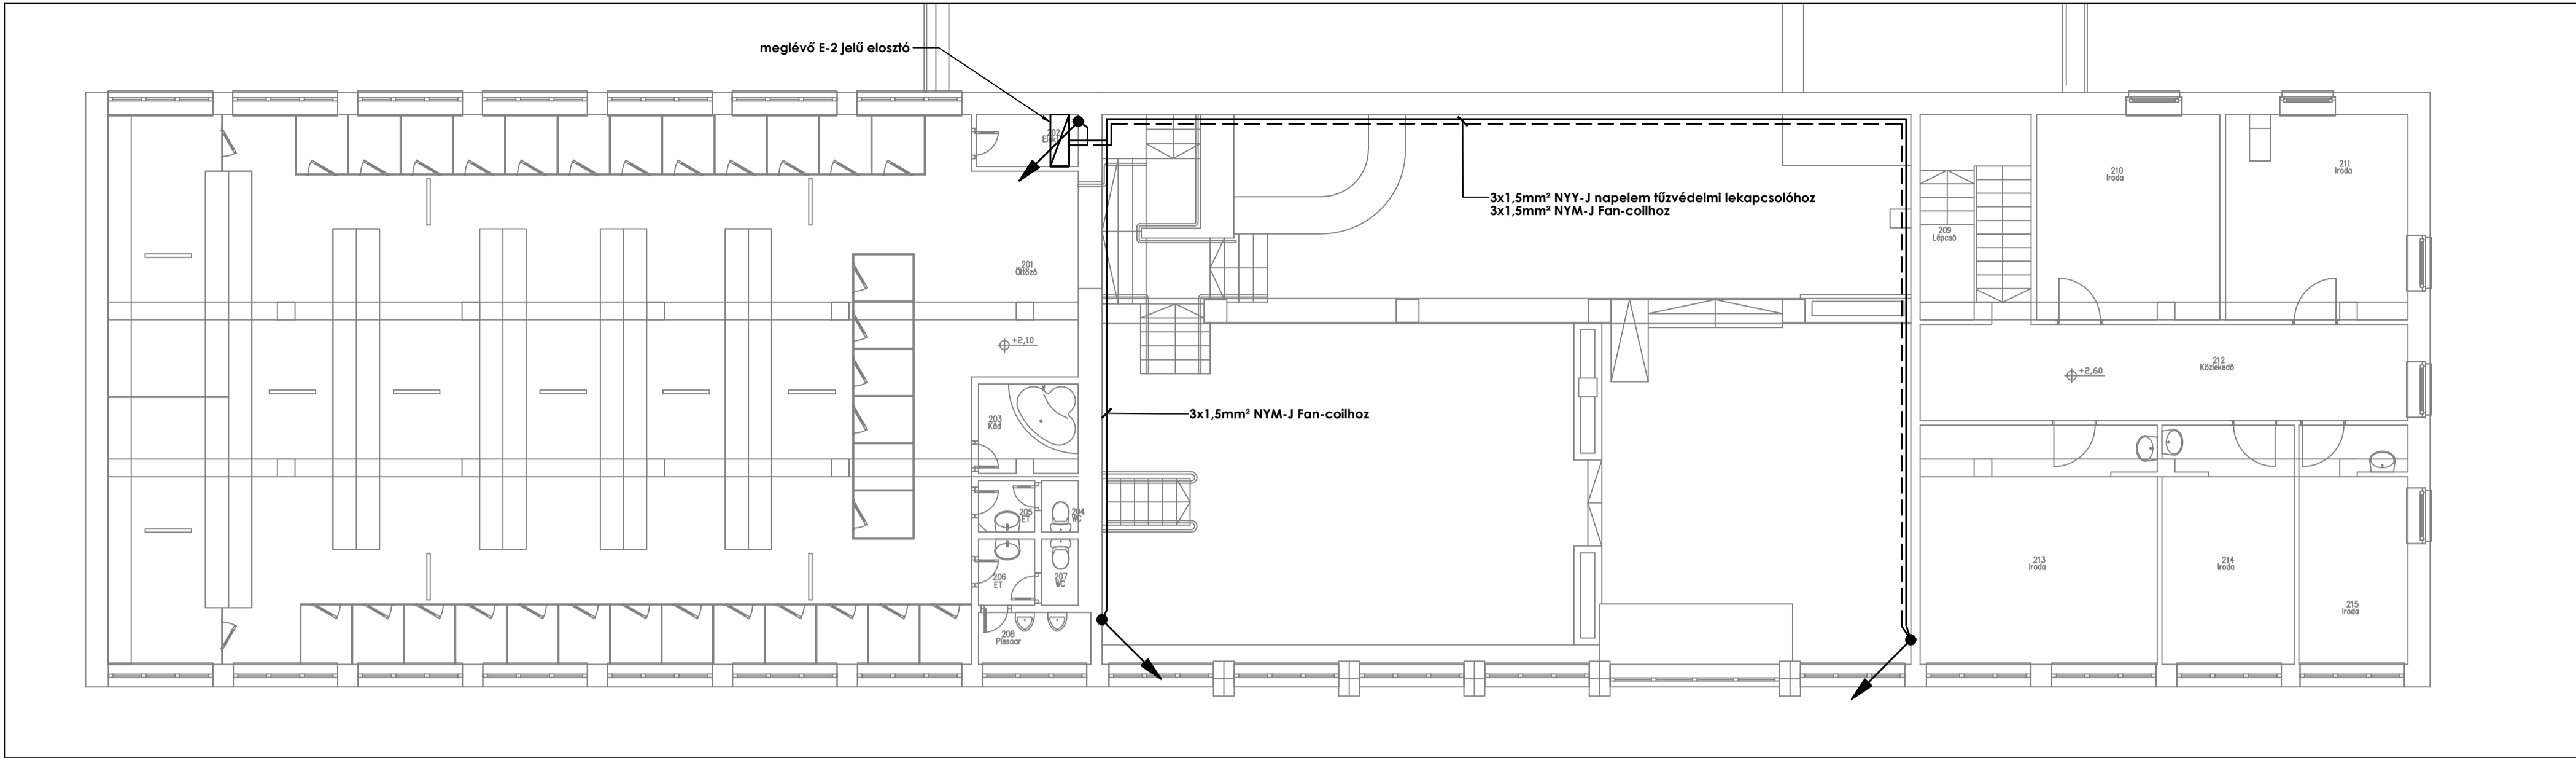 meglévő E-2 jelű elosztó
202
3x1,5mm² NYY-J napelem tűzvédelmi lekapcsolóhoz
3x1,5mm² NYM-J Fan-coilhoz
210
Iroda
211
Iroda
209
Lépcső
201
Öltöző
+2,10
212
Közlekedő
+2,60
3x1,5mm² NYM-J Fan-coilhoz
203
Kád
205
ET
204
WC
206
ET
207
WC
208
Pissoar
213
Iroda
214
Iroda
215
Iroda